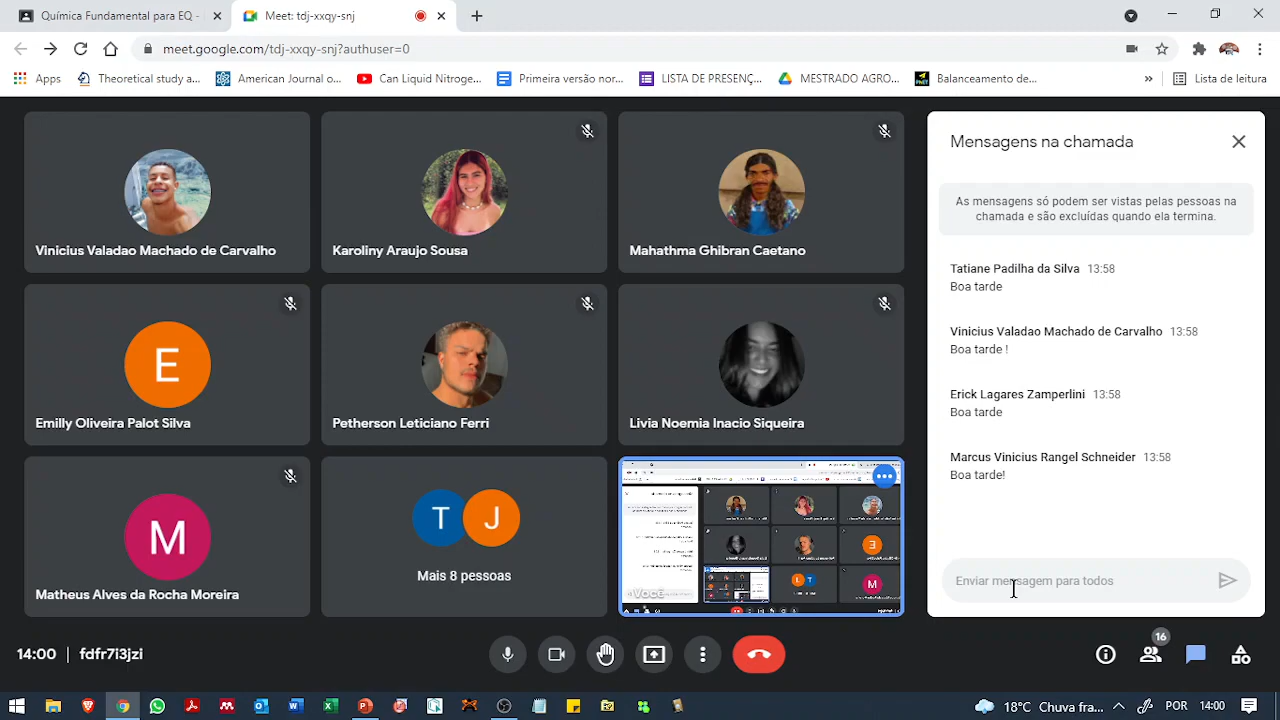 Química Fundamental para EQ -
Meet: tdj-xxqy-snj
meet.google.com/tdj-xxqy-snj?authuser=0
Apps
Theoretical study a...
American Journal o...
Can Liquid Nitroge...
Primeira versão nor...
LISTA DE PRESENÇ...
MESTRADO AGRO...
Balanceamento de...
»
Lista de leitura
Vinicius Valadao Machado de Carvalho
Karoliny Araujo Sousa
Mahathma Ghibran Caetano
E
Emilly Oliveira Palot Silva
Petherson Leticiano Ferri
Livia Noemia Inacio Siqueira
M
Matheus Alves da Rocha Moreira
T J
Mais 8 pessoas
Você
Mensagens na chamada
As mensagens só podem ser vistas pelas pessoas na
chamada e são excluídas quando ela termina.
Tatiane Padilha da Silva 13:58
Boa tarde
Vinicius Valadao Machado de Carvalho 13:58
Boa tarde !
Erick Lagares Zamperlini 13:58
Boa tarde
Marcus Vinicius Rangel Schneider 13:58
Boa tarde!
Enviar mensagem para todos
14:00 | fdfr7i3jzi
16
18°C Chuva fra...
POR 14:00